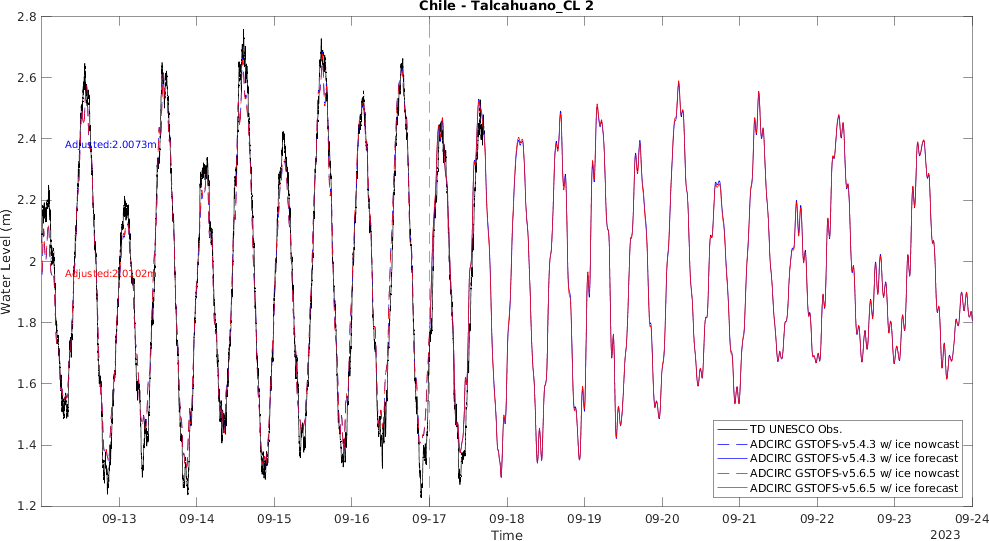 Chile - Talcahuano_CL 2
2.8
2.6
2.4
2.2
2
1.8
1.6
1.4
1.2
Water Level (m)
Adjusted:2.0073m
Adjusted:2.0102m
TD UNESCO Obs.
ADCIRC GSTOFS-v5.4.3 w/ ice nowcast
ADCIRC GSTOFS-v5.4.3 w/ ice forecast
ADCIRC GSTOFS-v5.6.5 w/ ice nowcast
ADCIRC GSTOFS-v5.6.5 w/ ice forecast
09-13 09-14 09-15 09-16 09-17 09-18 09-19 09-20 09-21 09-22 09-23 09-24
Time
2023